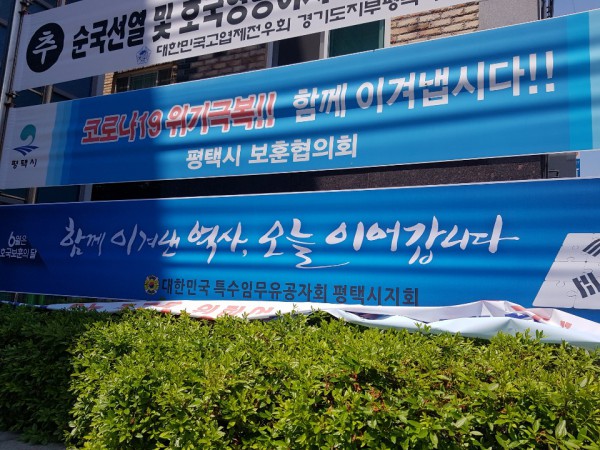 추 순국선열 및 호국영령
대한민국고엽제전우회 경기도지부평택
코로나19 위기극복!! 함께 이겨냅시다!!
평택시
평택시 보훈협의회
6월은
호국보훈의 달
함께 이겨낸 역사, 오늘 이어갑니다
대한민국 특수임무유공자회 평택시지회